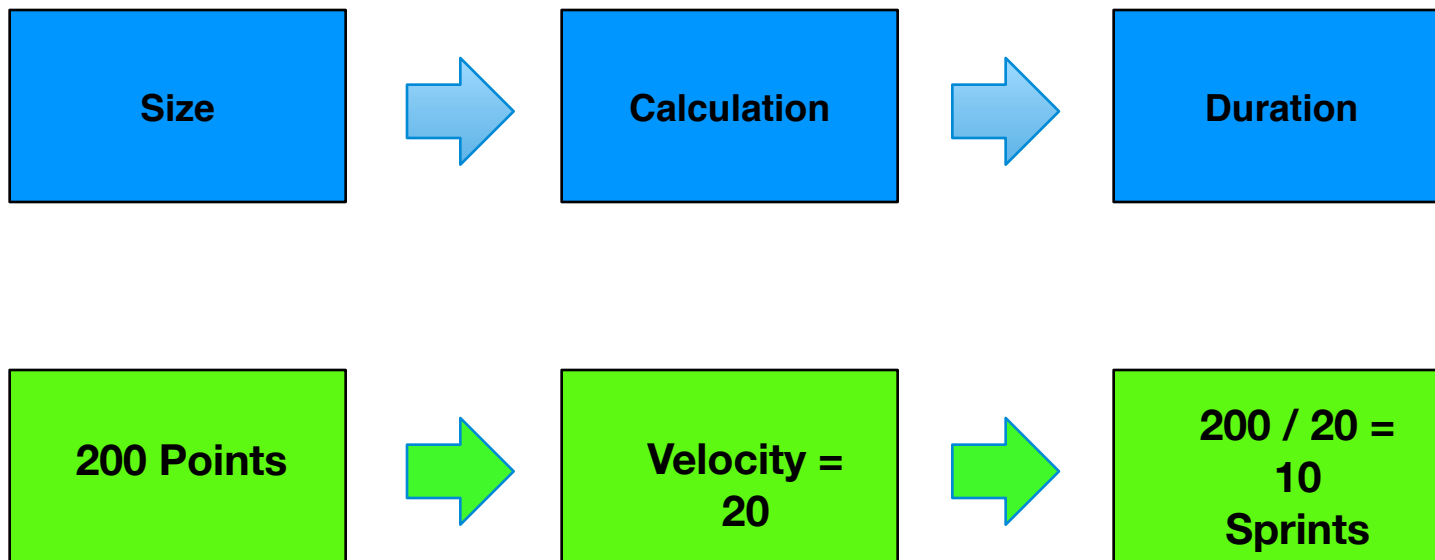 Size
Calculation
Duration
200 Points
Velocity =
20
200 / 20 =
10
Sprints